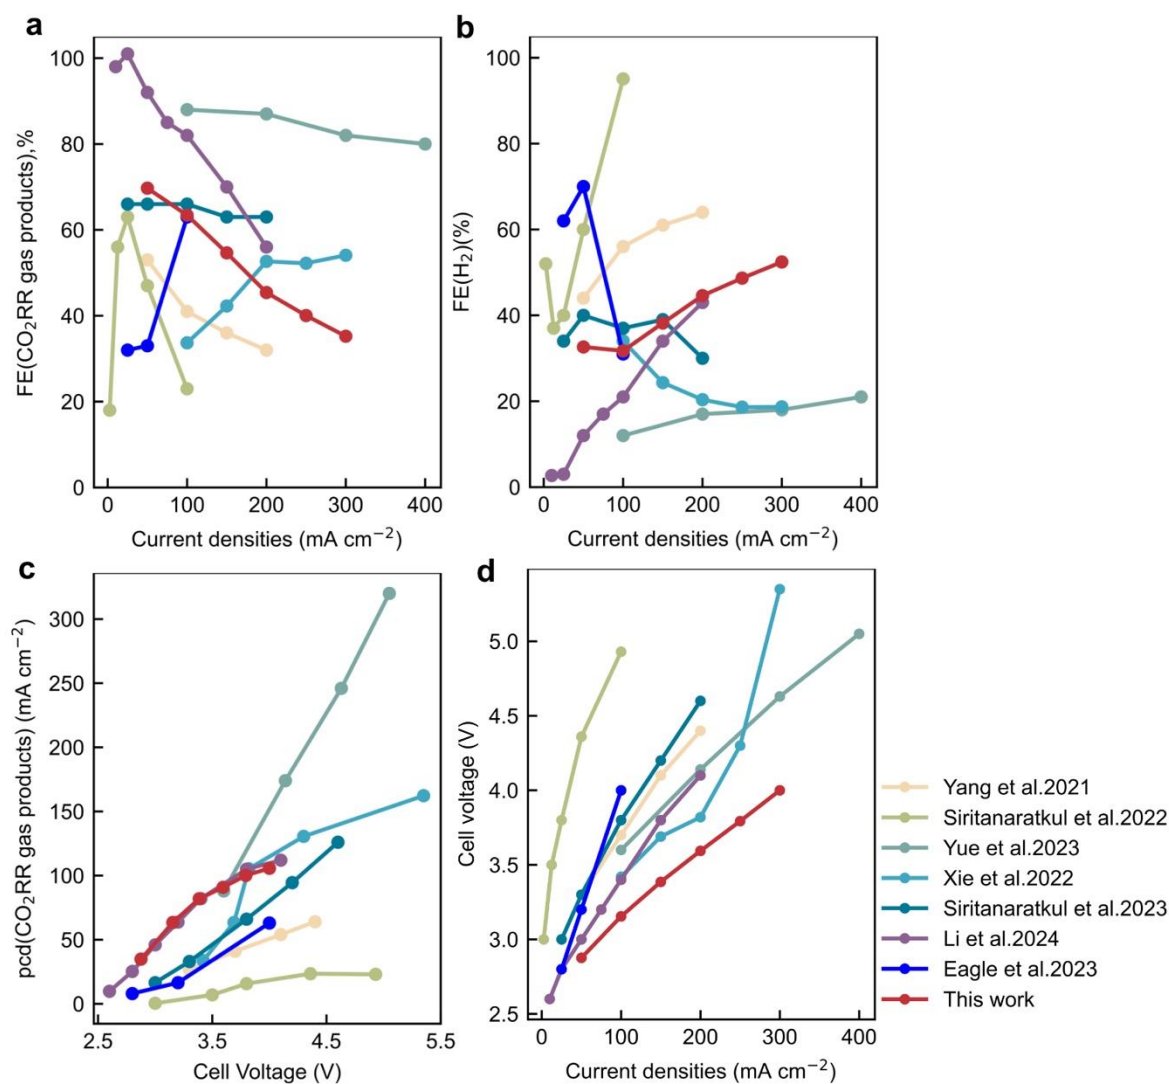 a
FE(CO₂RR gas products),%
100
80
60
40
20
0
0 100 200 300 400
Current densities (mA cm⁻²)
b
FE(H₂)(%)
100
80
60
40
20
0
0 100 200 300 400
Current densities (mA cm⁻²)
c
pcd(CO₂RR gas products) (mA cm⁻²)
300
250
200
150
100
50
0
2.5 3.5 4.5 5.5
Cell Voltage (V)
d
Cell voltage (V)
5.0
4.5
4.0
3.5
3.0
2.5
0 100 200 300 400
Current densities (mA cm⁻²)
Yang et al.2021
Siritanaratkul et al.2022
Yue et al.2023
Xie et al.2022
Siritanaratkul et al.2023
Li et al.2024
Eagle et al.2023
This work